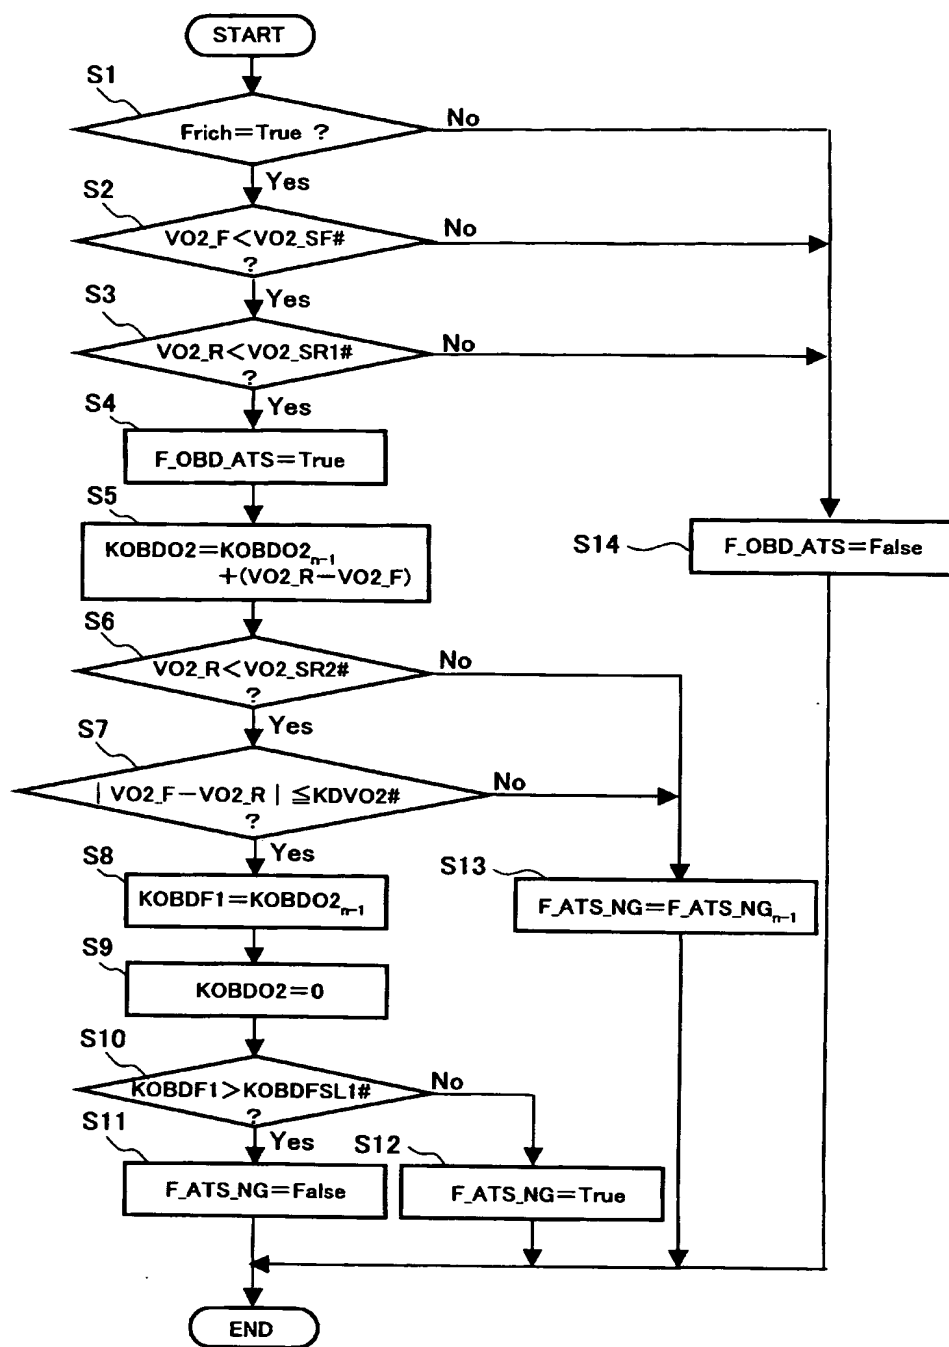 START
S1
Frich=True ?
No
Yes
S2
VO2_F<VO2_SF#
?
No
Yes
S3
VO2_R<VO2_SR1#
?
No
Yes
S4
F_OBD_ATS=True
S5
KOBDO2=KOBDO2n-1
+(VO2_R-VO2_F)
S14
F_OBD_ATS=False
S6
VO2_R<VO2_SR2#
?
No
Yes
S7
|VO2_F-VO2_R| ≦KDVO2#
?
No
Yes
S8
KOBDF1=KOBDO2n-1
S13
F_ATS_NG=F_ATS_NGn-1
S9
KOBDO2=0
S10
KOBDF1>KOBDFSL1#
?
No
Yes
S11
F_ATS_NG=False
S12
F_ATS_NG=True
END